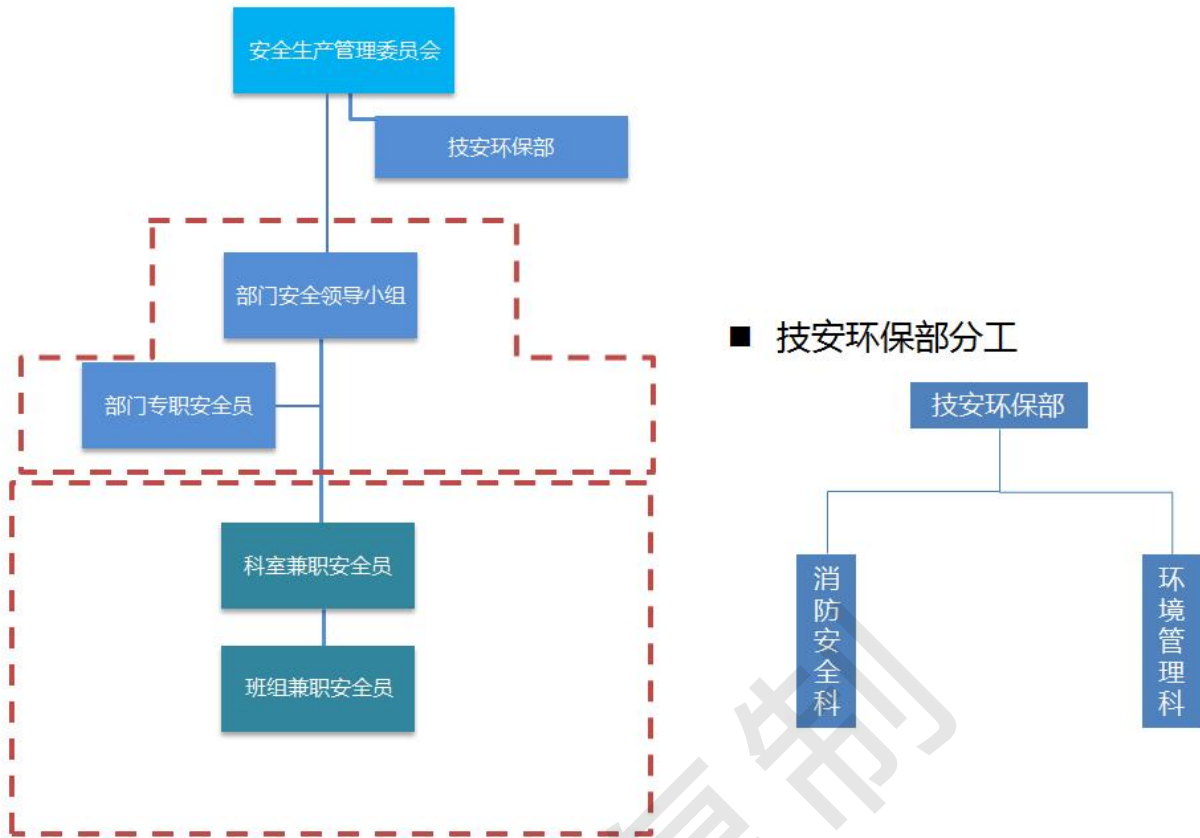 安全生产管理委员会
技安环保部
部门安全领导小组
部门专职安全员
科室兼职安全员
班组兼职安全员
■ 技安环保部分工
技安环保部
消防安全科
环境管理科
复制